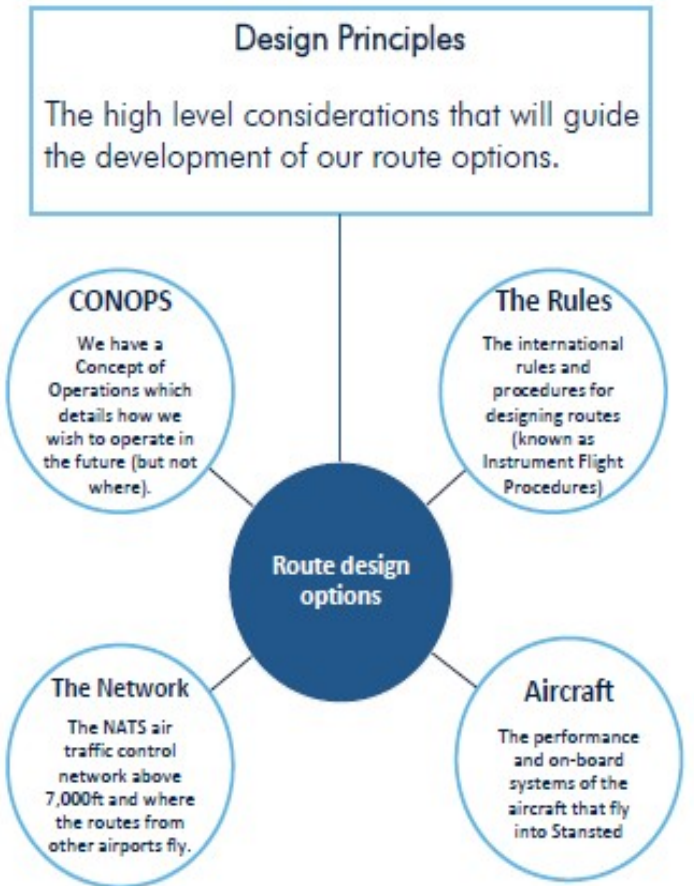 Design Principles
The high level considerations that will guide
the development of our route options.
CONOPS
We have a
Concept of
Operations which
details how we
wish to operate in
the future (but not
where).
The Rules
The international
rules and
procedures for
designing routes
(known as
Instrument Flight
Procedures)
Route design
options
The Network
The NATS air
traffic control
network above
7,000ft and where
the routes from
other airports fly.
Aircraft
The performance
and on-board
systems of the
aircraft that fly
into Stansted